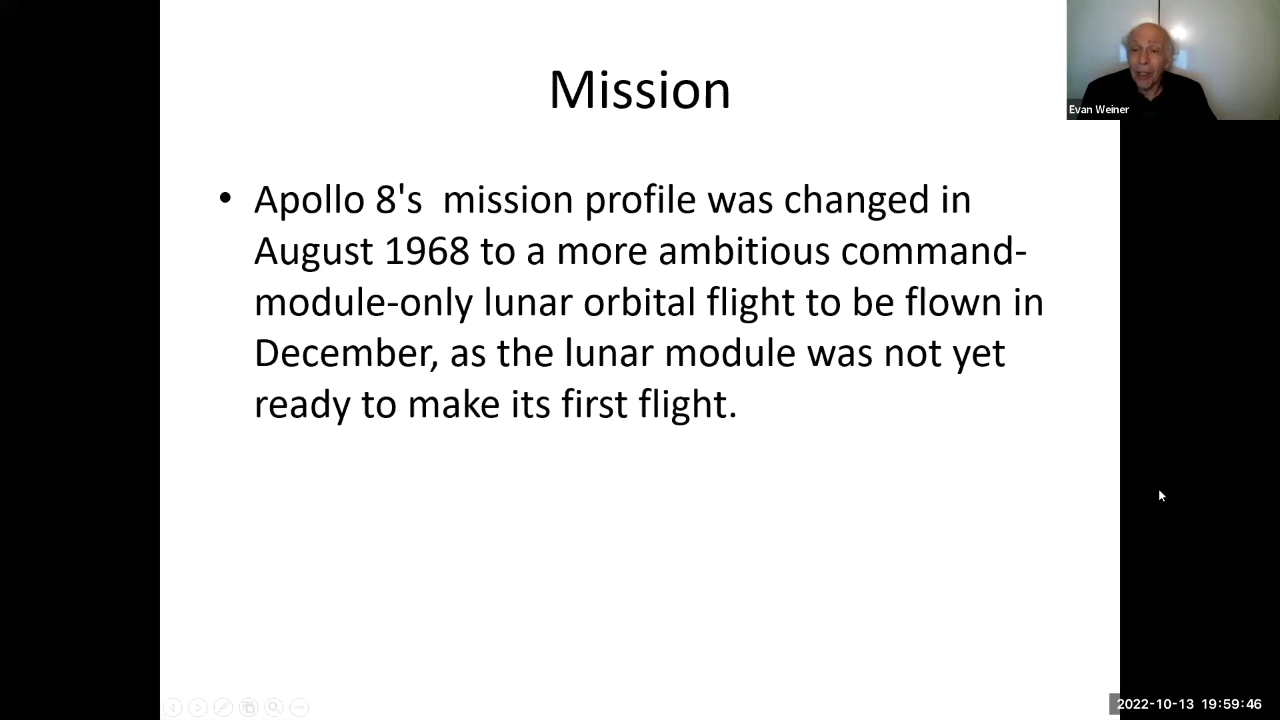 Mission
Evan Weiner
• Apollo 8's  mission profile was changed in
August 1968 to a more ambitious command-
module-only lunar orbital flight to be flown in
December, as the lunar module was not yet
ready to make its first flight.
2022-10-13 19:59:46